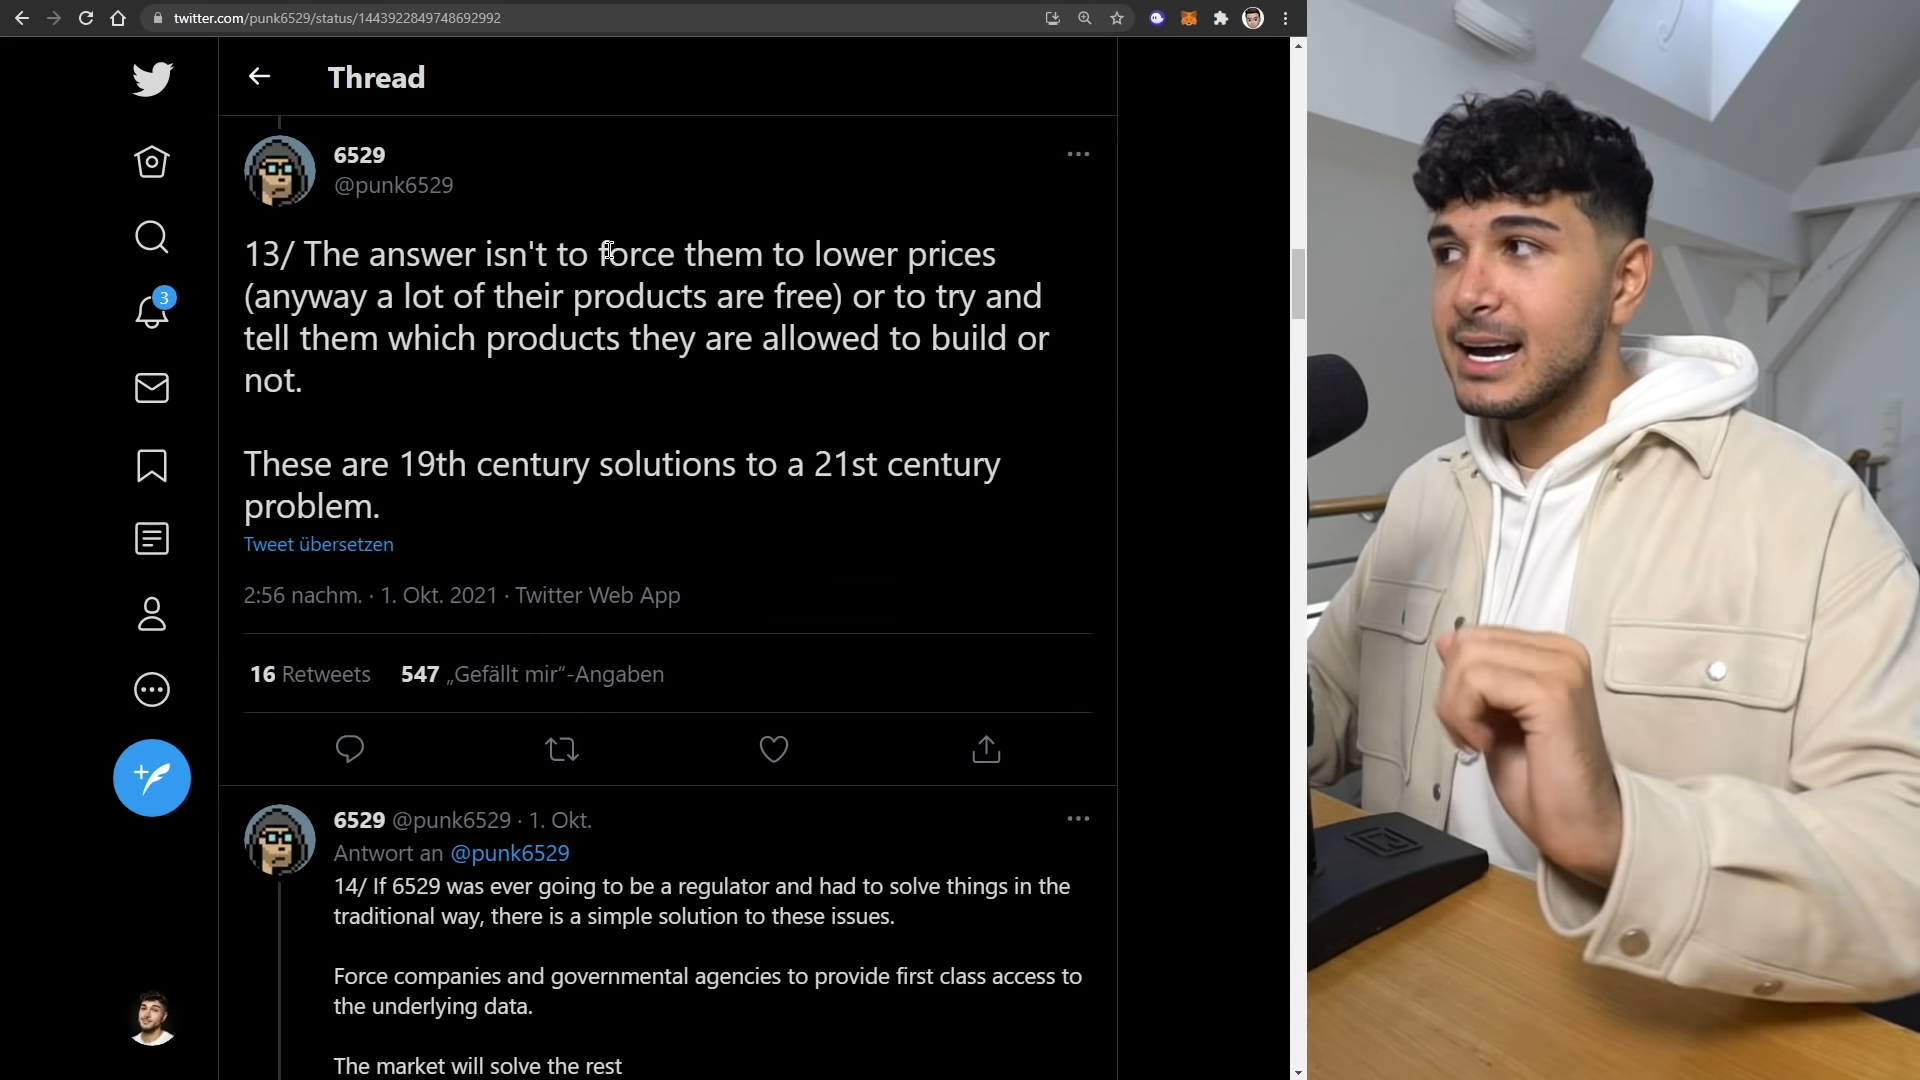 twitter.com/punk6529/status/1443922849748692992
Thread
6529
@punk6529
13/ The answer isn't to force them to lower prices
(anyway a lot of their products are free) or to try and
tell them which products they are allowed to build or
not.
These are 19th century solutions to a 21st century
problem.
Tweet übersetzen
2:56 nachm. · 1. Okt. 2021 · Twitter Web App
16 Retweets 547 „Gefällt mir“-Angaben
3
6529 @punk6529 · 1. Okt.
Antwort an @punk6529
14/ If 6529 was ever going to be a regulator and had to solve things in the
traditional way, there is a simple solution to these issues.
Force companies and governmental agencies to provide first class access to
the underlying data.
The market will solve the rest